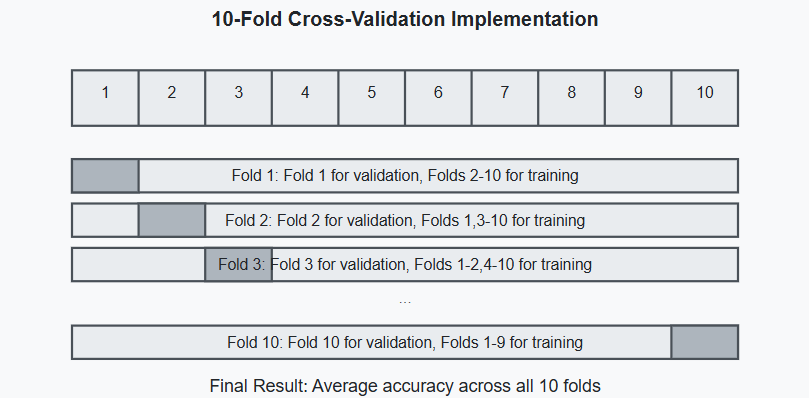 10-Fold Cross-Validation Implementation
1 2 3 4 5 6 7 8 9 10
Fold 1: Fold 1 for validation, Folds 2-10 for training
Fold 2: Fold 2 for validation, Folds 1,3-10 for training
Fold 3: Fold 3 for validation, Folds 1-2,4-10 for training
...
Fold 10: Fold 10 for validation, Folds 1-9 for training
Final Result: Average accuracy across all 10 folds